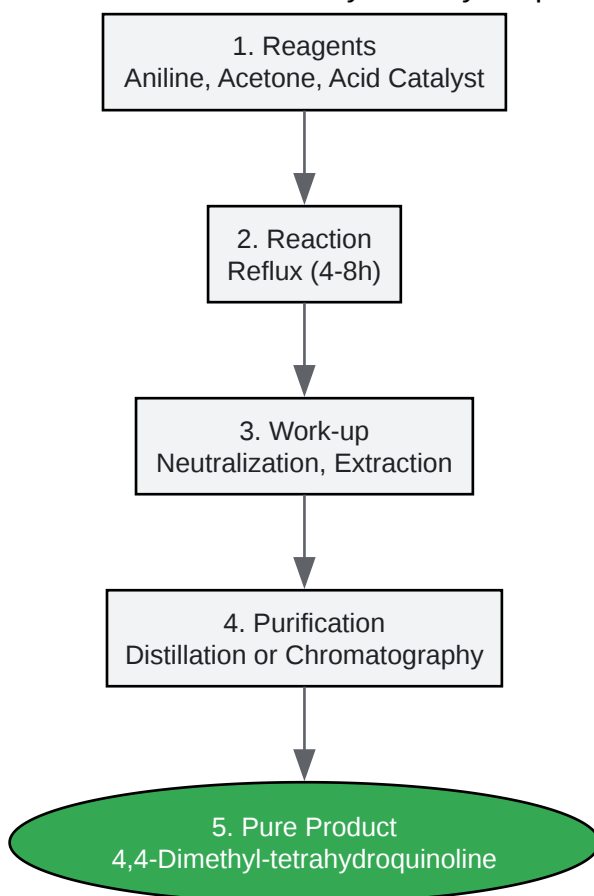 1. Reagents
Aniline, Acetone, Acid Catalyst
2. Reaction
Reflux (4-8h)
3. Work-up
Neutralization, Extraction
4. Purification
Distillation or Chromatography
5. Pure Product
4,4-Dimethyl-tetrahydroquinoline